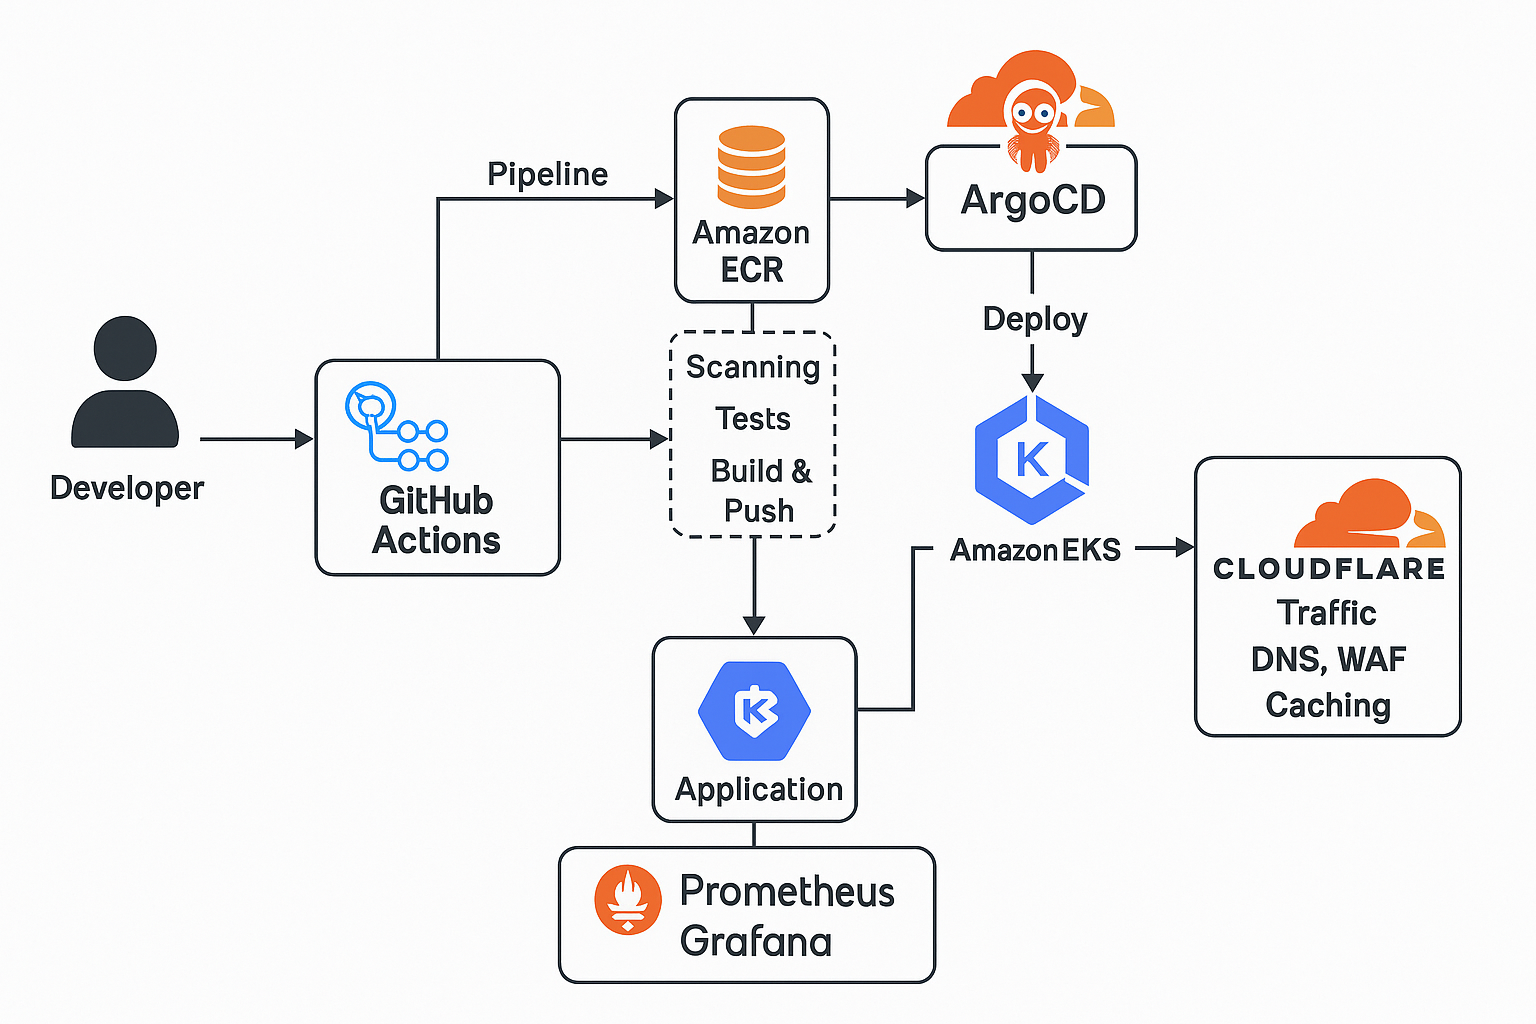 Pipeline
Amazon
ECR
ArgoCD
Deploy
Developer
GitHub
Actions
Scanning
Tests
Build &
Push
K
Amazon EKS
CLOUDFLARE
Traffic
DNS, WAF
Caching
K
Application
Prometheus
Grafana